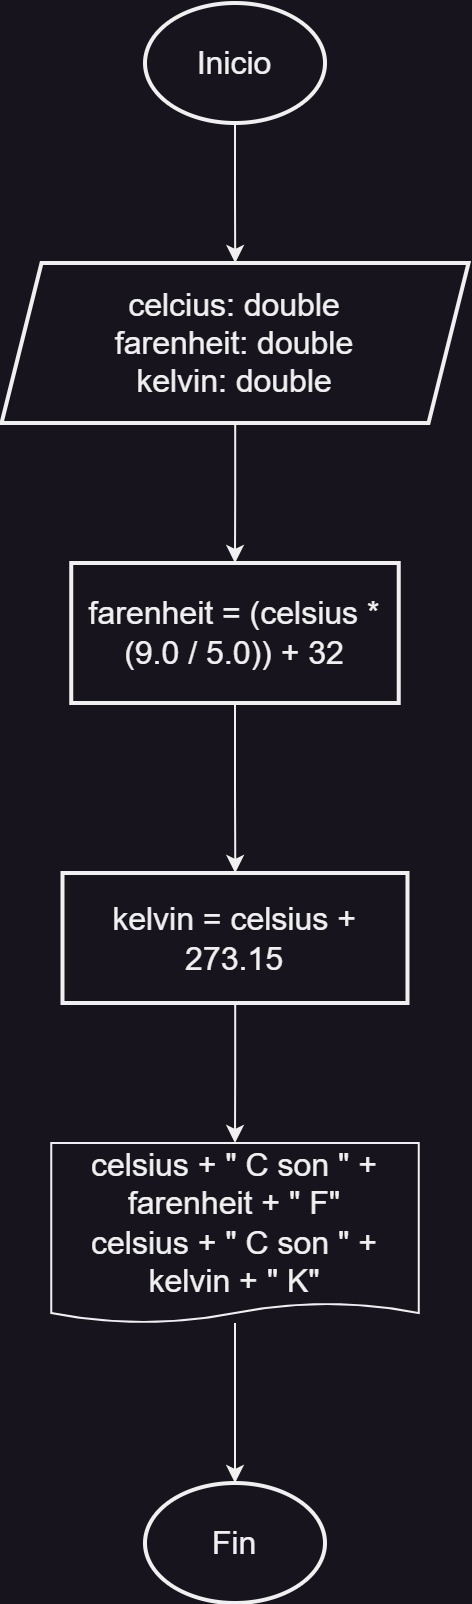 Inicio
celcius: double
farenheit: double
kelvin: double
farenheit = (celsius *
(9.0 / 5.0)) + 32
kelvin = celsius +
273.15
celsius + " C son " +
farenheit + " F"
celsius + " C son " +
kelvin + " K"
Fin